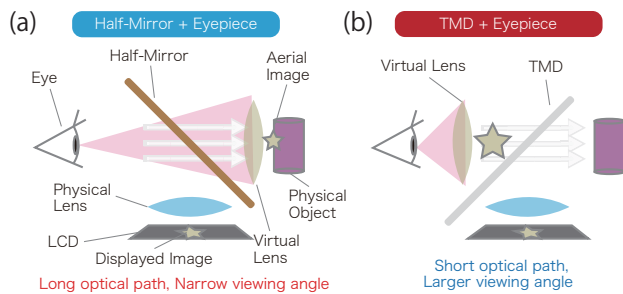 (a)
Half-Mirror + Eyepiece
Half-Mirror
Aerial
Image
Eye
Physical
Lens
Physical
Object
LCD
Virtual
Lens
Displayed Image
Long optical path, Narrow viewing angle
(b)
TMD + Eyepiece
Virtual Lens
TMD
Short optical path,
Larger viewing angle